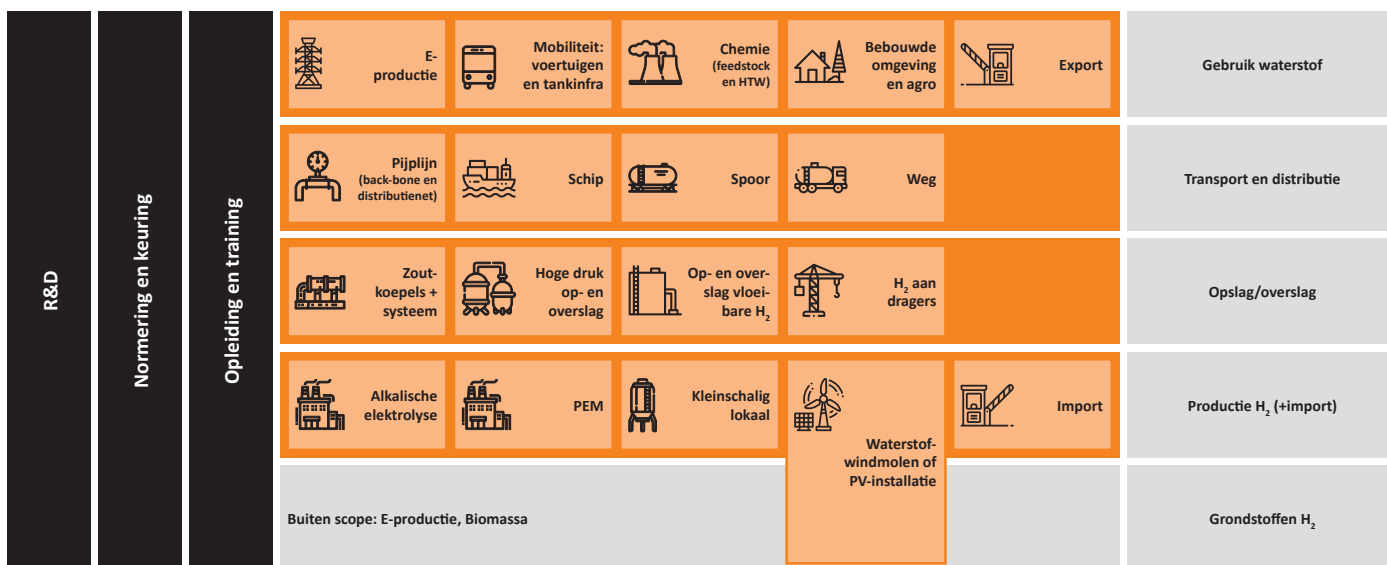 R&D
Normering en keuring
Opleiding en training
E-
productie
Mobiliteit:
voertuigen
en tankinfra
Chemie
(feedstock
en HTW)
Bebouwde
omgeving
en agro
Export
Gebruik waterstof
Pijplijn
(back-bone en
distributienet)
Schip
Spoor
Weg
Transport en distributie
Zout-
koepels +
systeem
Hoge druk
op- en
overslag
Op- en over-
slag vloei-
bare H₂
H₂ aan
dragers
Opslag/overslag
Alkalische
elektrolyse
PEM
Kleinschalig
lokaal
Waterstof-
windmolen of
PV-installatie
Import
Productie H₂ (+import)
Buiten scope: E-productie, Biomassa
Grondstoffen H₂